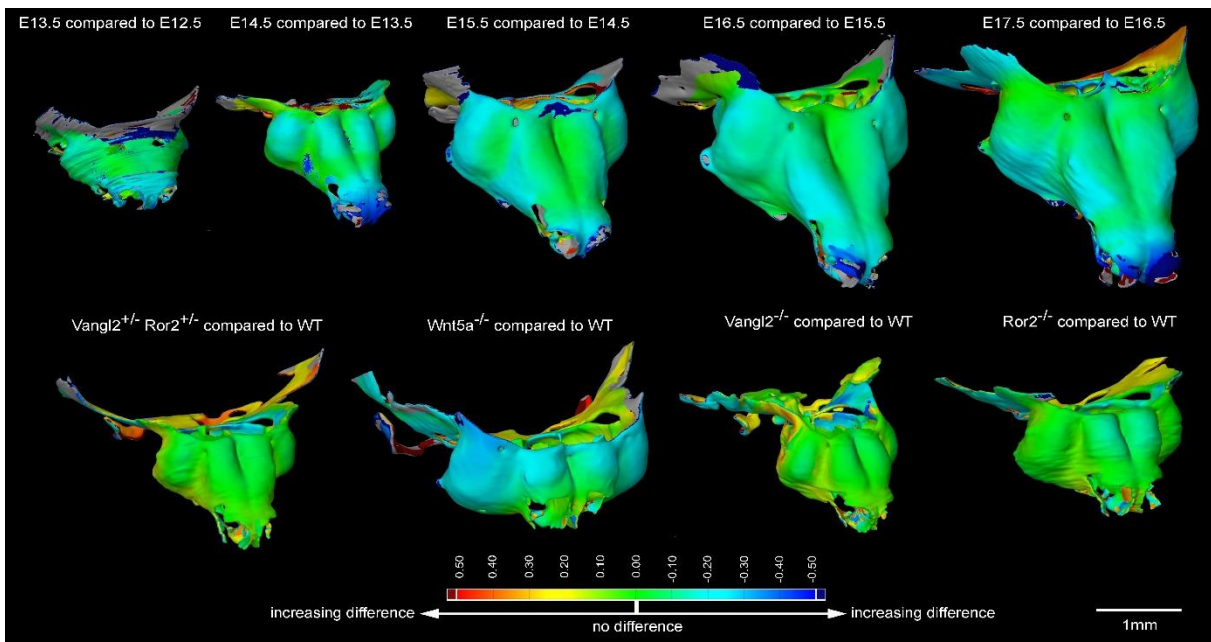 E13.5 compared to E12.5
E14.5 compared to E13.5
E15.5 compared to E14.5
E16.5 compared to E15.5
E17.5 compared to E16.5
Vangl2+/- Ror2+/- compared to WT
Wnt5a-/- compared to WT
Vangl2-/- compared to WT
Ror2-/- compared to WT
0.50 0.40 0.30 0.20 0.10 0.00 -0.10 -0.20 -0.30 -0.40 -0.50
increasing difference
no difference
increasing difference
1mm